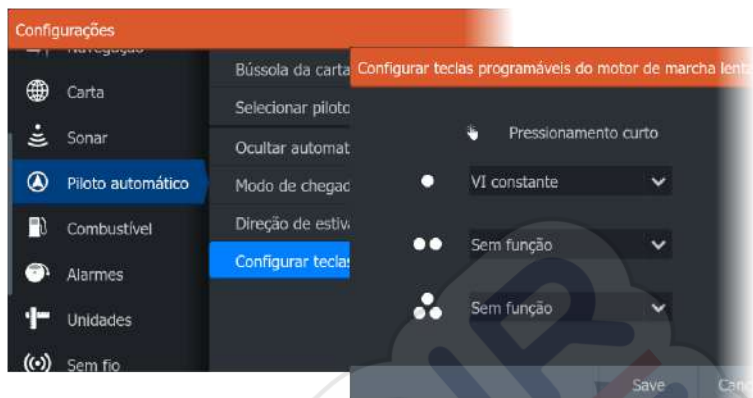 Configurações
Navegação
Carta
Sonar
Piloto automático
Combustível
Alarmes
Unidades
Sem fio
Bússola da carta
Selecionar piloto
Ocultar automat
Modo de chegad
Direção de estiv
Configurar teclas
Configurar teclas programáveis do motor de marcha lenta
Pressionamento curto
VI constante
Sem função
Sem função
Save
Canc